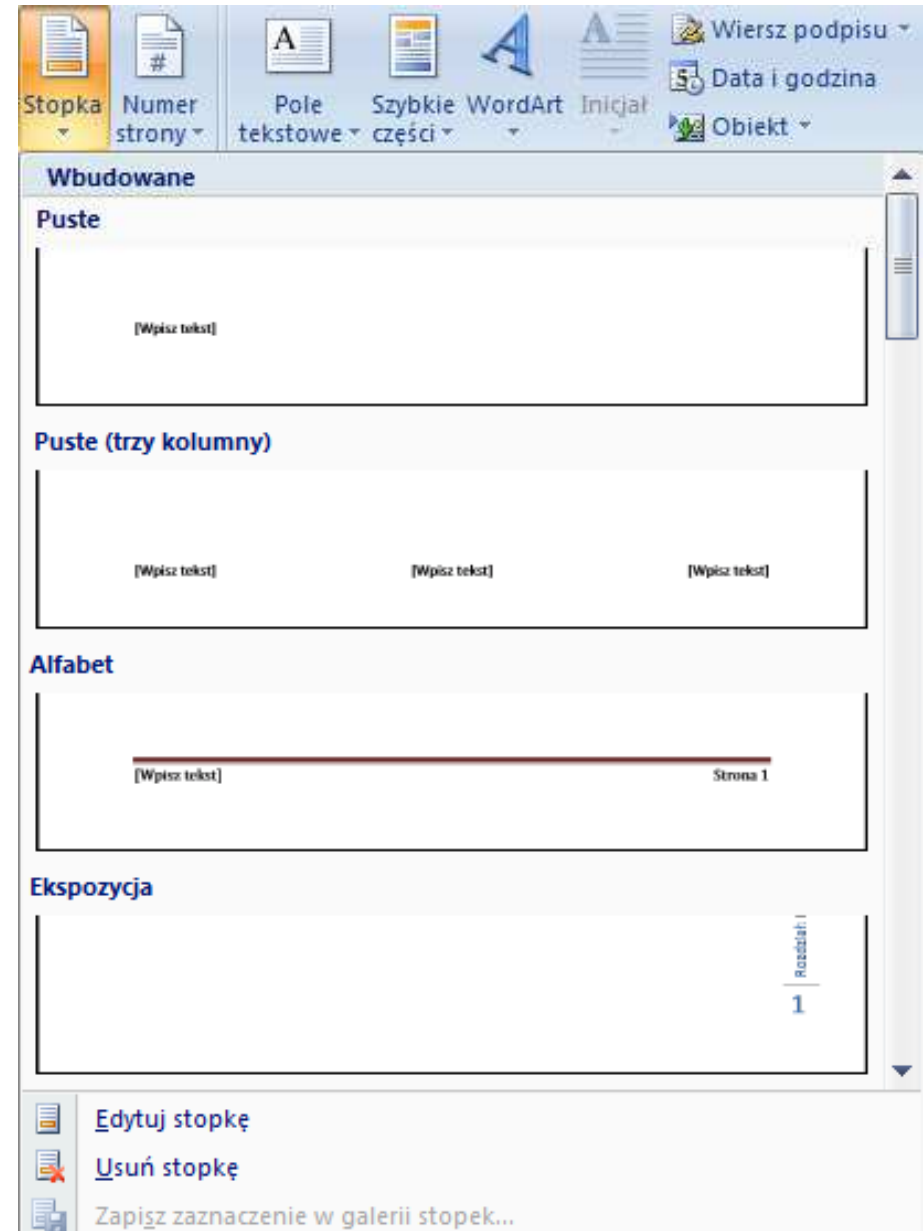 Stopka
Numer strony
#
A
Pole tekstowe
Szybkie części
A
WordArt
A
Inicjał
Wiersz podpisu
5
Data i godzina
Obiekt
Wbudowane
Puste
[Wpisz tekst]
Puste (trzy kolumny)
[Wpisz tekst] [Wpisz tekst] [Wpisz tekst]
Alfabet
[Wpisz tekst] Strona 1
Ekspozycja
Rozdział:
1
Edytuj stopkę
Usuń stopkę
Zapisz zaznaczenie w galerii stopek...